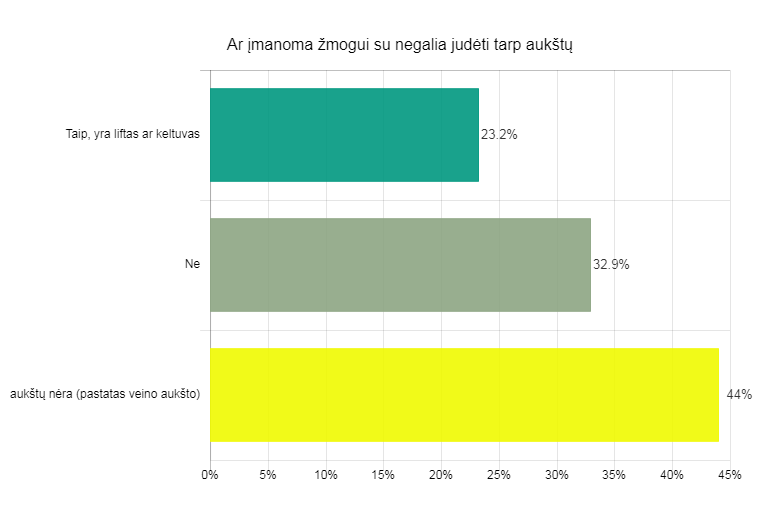 Ar įmanoma žmogui su negalia judėti tarp aukštų
Taip, yra liftas ar keltuvas
23.2%
Ne
32.9%
aukštų nėra (pastatas veino aukšto)
44%
0% 5% 10% 15% 20% 25% 30% 35% 40% 45%